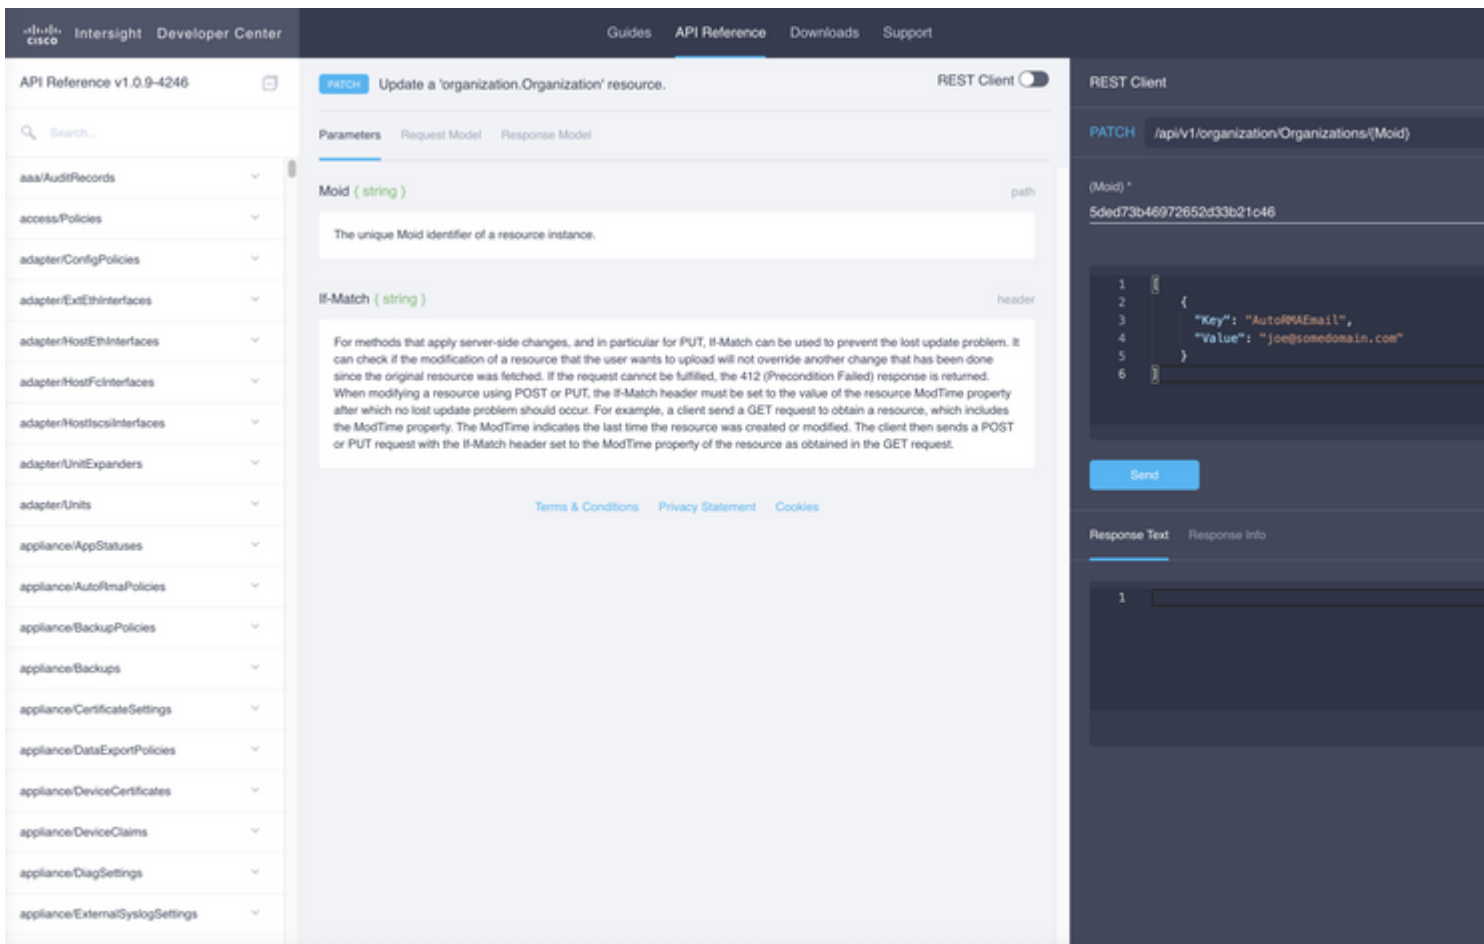 cisco Intersight Developer Center
Guides API Reference Downloads Support
API Reference v1.0.9-4246
Search...
aaa/AuditRecords
access/Policies
adapter/ConfigPolicies
adapter/ExtEthInterfaces
adapter/HostEthInterfaces
adapter/HostFcInterfaces
adapter/HostIscsiInterfaces
adapter/UnitExpanders
adapter/Units
appliance/AppStatuses
appliance/AutoRmaPolicies
appliance/BackupPolicies
appliance/Backups
appliance/CertificateSettings
appliance/DataExportPolicies
appliance/DeviceCertificates
appliance/DeviceClaims
appliance/DiagSettings
appliance/ExternalSyslogSettings
PATCH Update a 'organization.Organization' resource.
REST Client
Parameters Request Model Response Model
Moid { string } path
The unique Moid identifier of a resource instance.
If-Match { string } header
For methods that apply server-side changes, and in particular for PUT, If-Match can be used to prevent the lost update problem. It
can check if the modification of a resource that the user wants to upload will not override another change that has been done
since the original resource was fetched. If the request cannot be fulfilled, the 412 (Precondition Failed) response is returned.
When modifying a resource using POST or PUT, the If-Match header must be set to the value of the resource ModTime property
after which no lost update problem should occur. For example, a client send a GET request to obtain a resource, which includes
the ModTime property. The ModTime indicates the last time the resource was created or modified. The client then sends a POST
or PUT request with the If-Match header set to the ModTime property of the resource as obtained in the GET request.
Terms & Conditions Privacy Statement Cookies
REST Client
PATCH /api/v1/organization/Organizations/{Moid}
{Moid} *
5ded73b46972652d33b21c46
1 [
2 {
3 "Key": "AutoRMAEmail",
4 "Value": "joe@somedomain.com"
5 }
6 ]
Send
Response Text Response Info
1